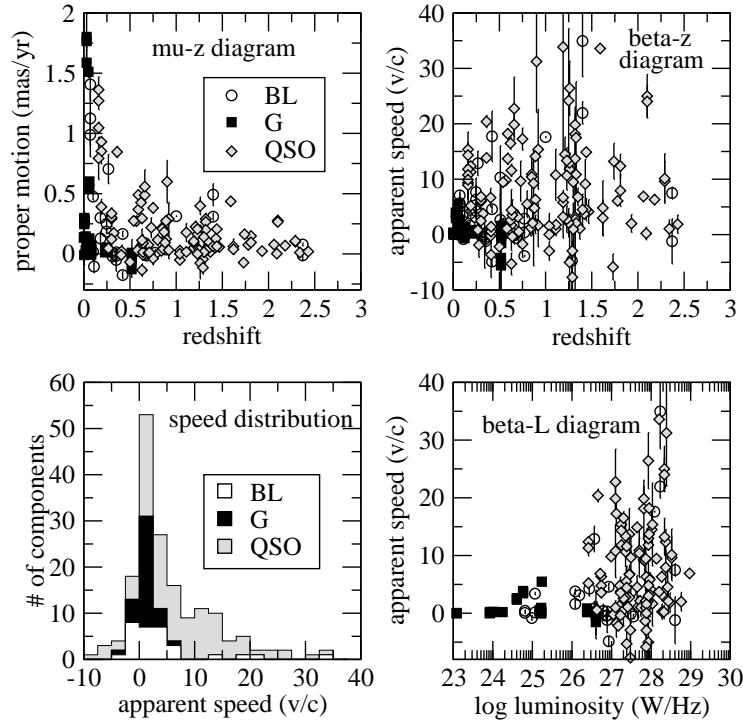 mu-z diagram
proper motion (mas/yr)
2
1.5
1
0.5
0
BL
G
QSO
0 0.5 1 1.5 2 2.5 3
redshift
beta-z
diagram
apparent speed (v/c)
40
30
20
10
0
-10
0 0.5 1 1.5 2 2.5 3
redshift
speed distribution
# of components
60
50
40
30
20
10
0
BL
G
QSO
-10 0 10 20 30 40
apparent speed (v/c)
beta-L diagram
apparent speed (v/c)
40
30
20
10
0
23 24 25 26 27 28 29 30
log luminosity (W/Hz)